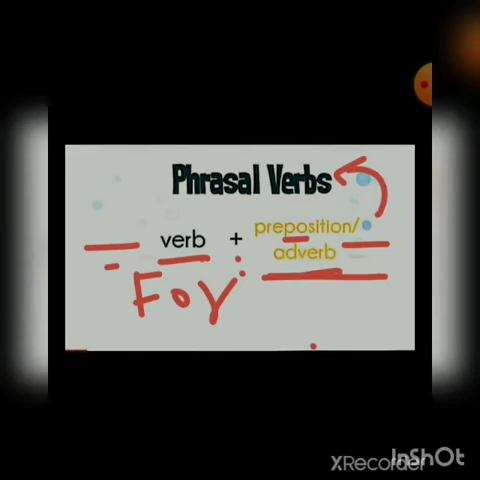 Phrasal Verbs
verb + preposition/
adverb
For
XRecorder
InShOt